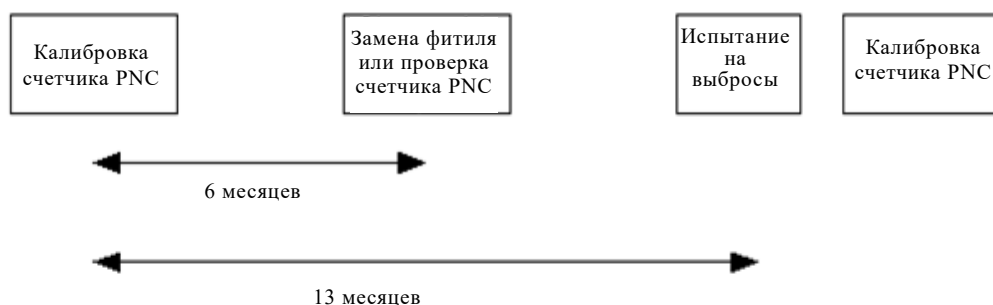 Калибровка
счетчика PNC
Замена фитиля
или проверка
счетчика PNC
Испытание
на
выбросы
Калибровка
счетчика PNC
6 месяцев
13 месяцев